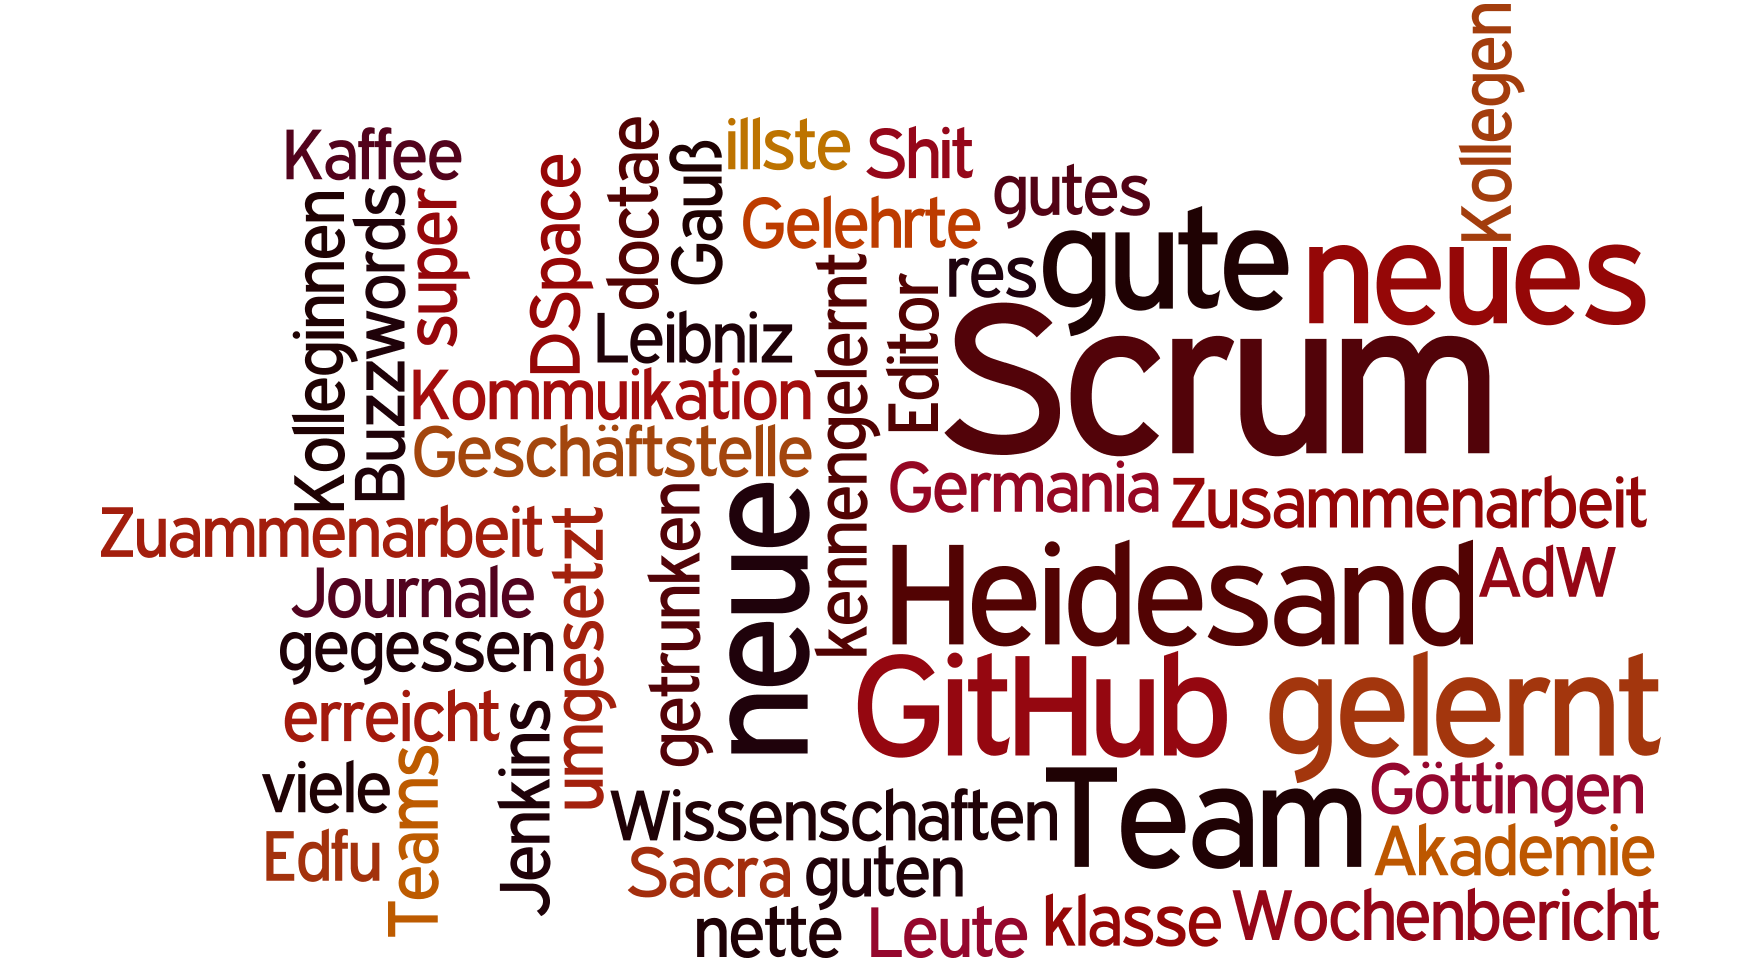 Kollegen
Kaffee
doctae
Gauß
illste
Shit
DSpace
gutes
Kolleginnen
Buzzwords
super
Gelehrte
gute
neues
res
kennengelernt
Editor
Leibniz
Scrum
Kommuikation
Geschäftstelle
Germania
Zusammenarbeit
neue
getrunken
Zuammenarbeit
umgesetzt
Heidesand
AdW
Journale
gegessen
GitHub
gelernt
erreicht
Jenkins
Teams
viele
Wissenschaften
Team
Göttingen
Edfu
Sacra
guten
Akademie
nette
Leute
klasse
Wochenbericht